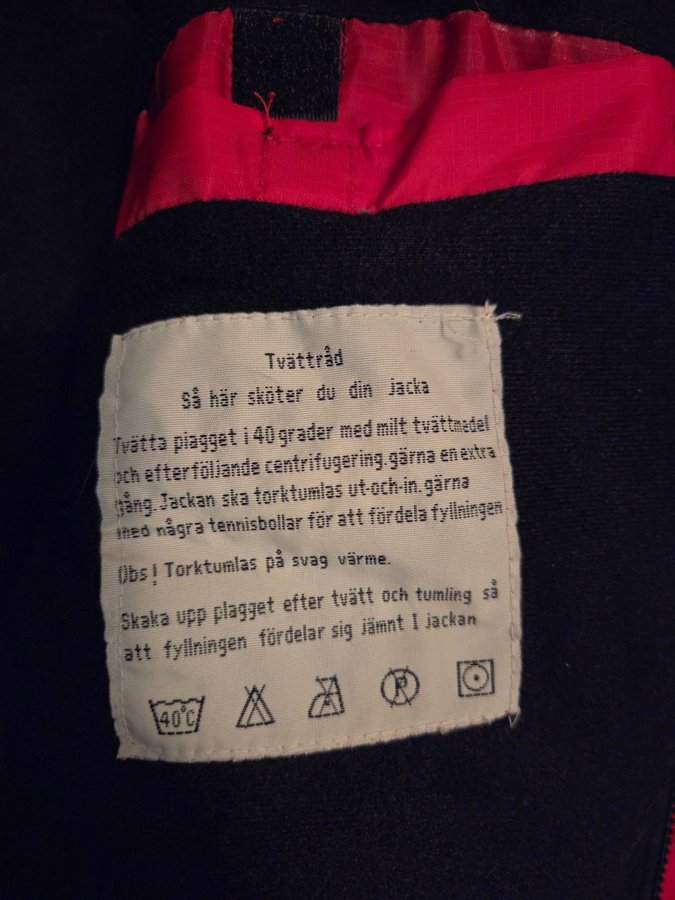 Tvättråd
Så här sköter du din jacka
Tvätta plagget i 40 grader med milt tvättmedel
och efterföljande centrifugering. gärna en extra
gång. Jackan ska torktumlas ut-och-in. gärna
med några tennisbollar för att fördela fyllningen
Obs! Torktumlas på svag värme.
Skaka upp plagget efter tvätt och tumling så
att fyllningen fördelar sig jämnt I jackan
40°C A P